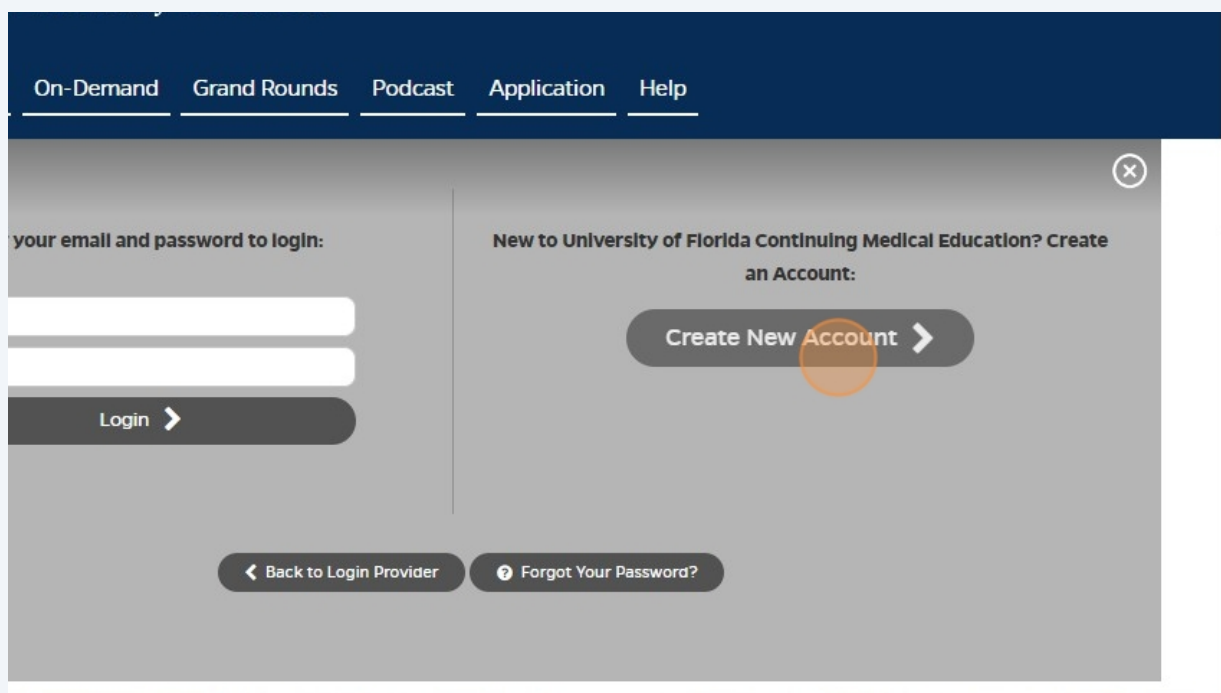 On-Demand Grand Rounds Podcast Application Help
your email and password to login:
New to University of Florida Continuing Medical Education? Create
an Account:
Create New Account
Login
Back to Login Provider
Forgot Your Password?